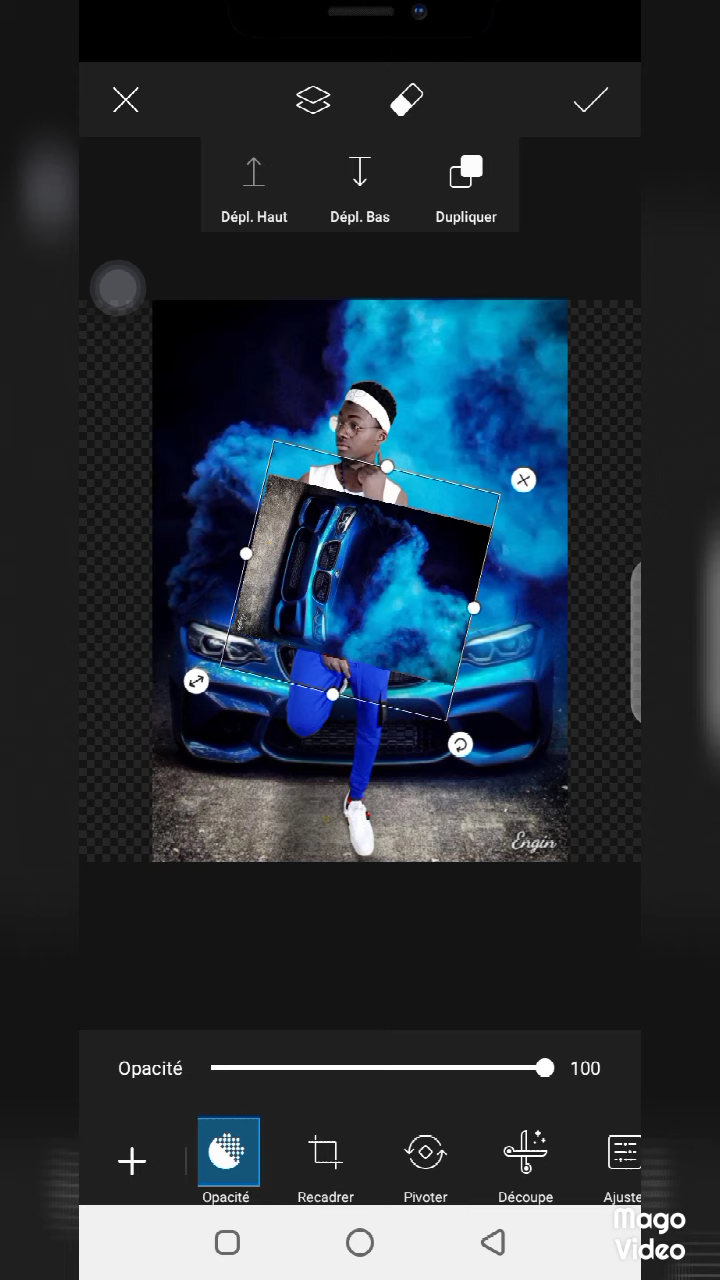 Dépl. Haut
Dépl. Bas
Dupliquer
Engin
Opacité
100
Opacité
Recadrer
Pivoter
Découpe
Ajuste
Mago
Video